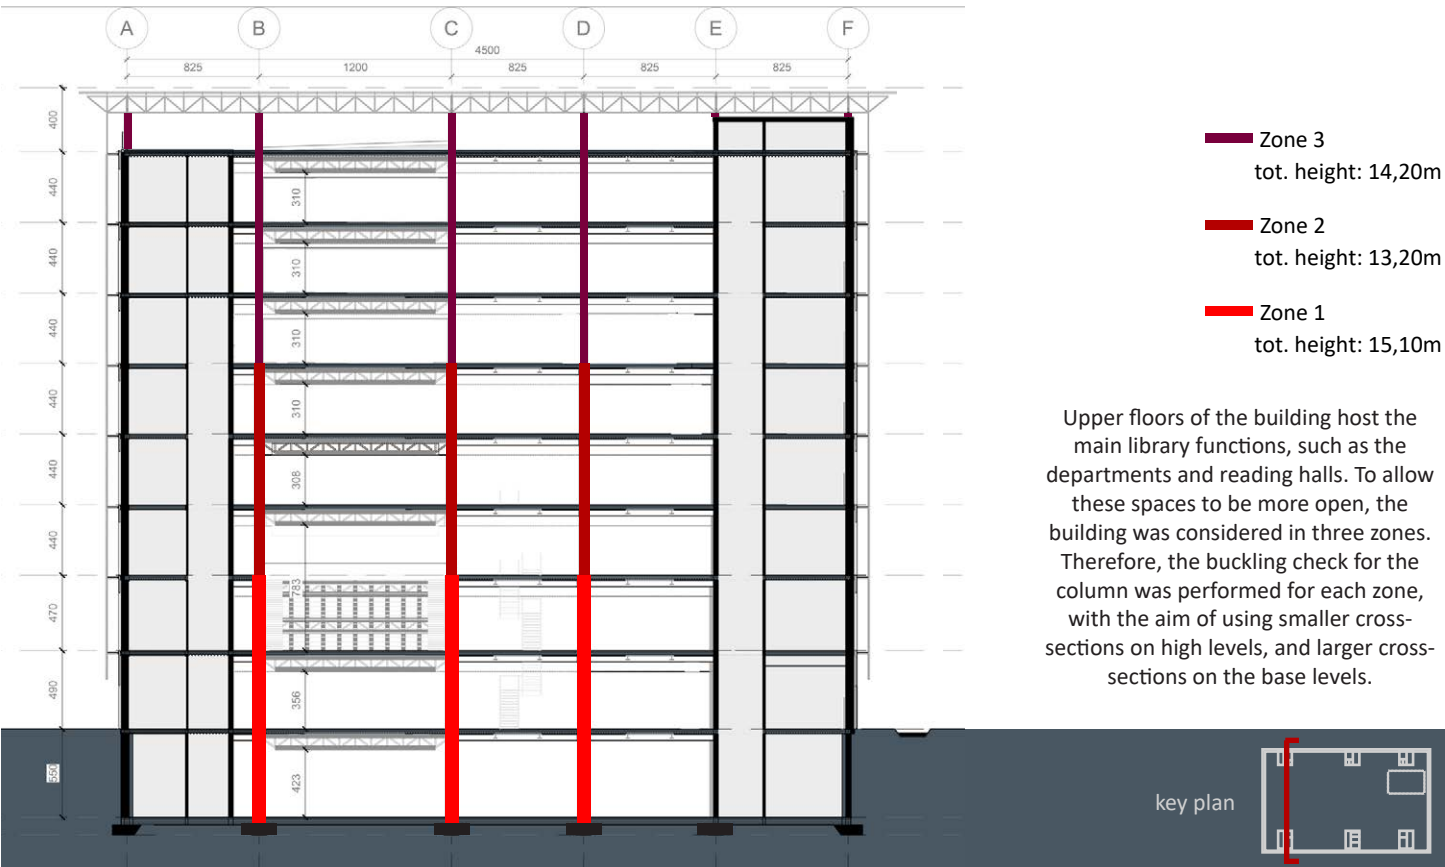 A B C D E F
4500
825 1200 825 825 825
400
440
440
440
440
440
440
470
490
550
310
310
310
310
308
783
356
423
Zone 3
tot. height: 14,20m
Zone 2
tot. height: 13,20m
Zone 1
tot. height: 15,10m
Upper floors of the building host the
main library functions, such as the
departments and reading halls. To allow
these spaces to be more open, the
building was considered in three zones.
Therefore, the buckling check for the
column was performed for each zone,
with the aim of using smaller cross-
sections on high levels, and larger cross-
sections on the base levels.
key plan